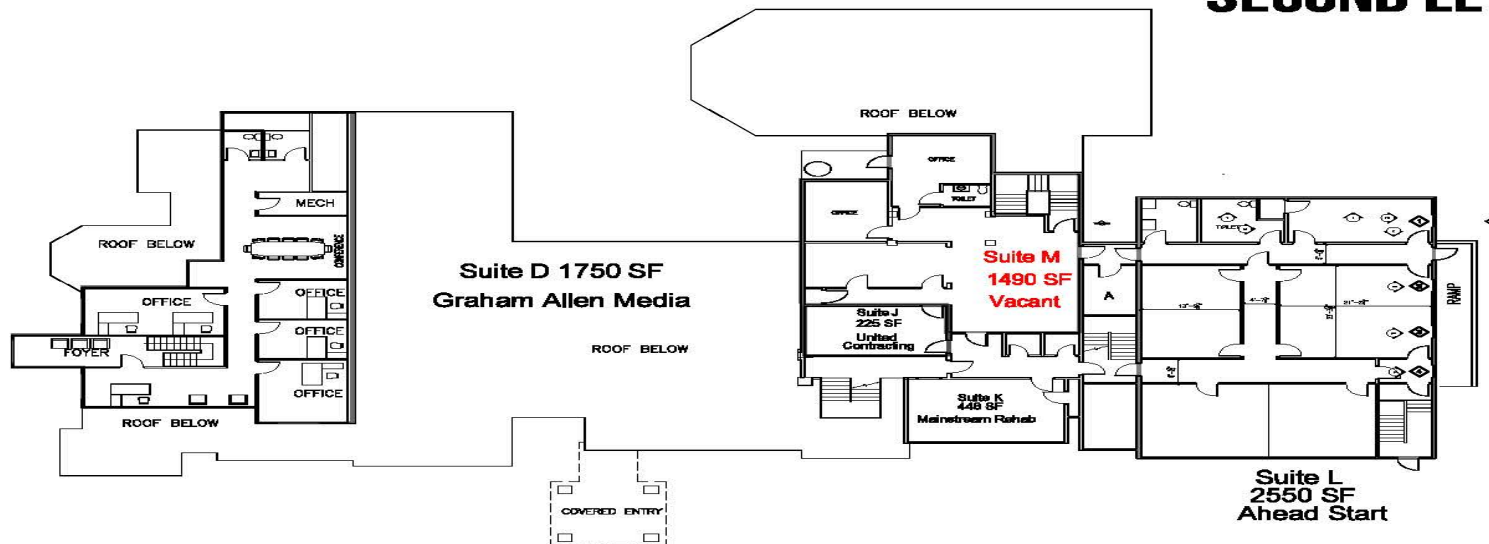 SECOND LE
ROOF BELOW
OFFICE
TOILET
OFFICE
MECH
ROOF BELOW
CONFERENCE
TOILET
Suite D 1750 SF
Graham Allen Media
Suite M
1490 SF
Vacant
A
RAMP
OFFICE
OFFICE
OFFICE
FOYER
OFFICE
ROOF BELOW
Suite J
225 SF
United
Contracting
ROOF BELOW
Suite K
448 SF
Mainstream Rehab
Suite L
2550 SF
Ahead Start
COVERED ENTRY